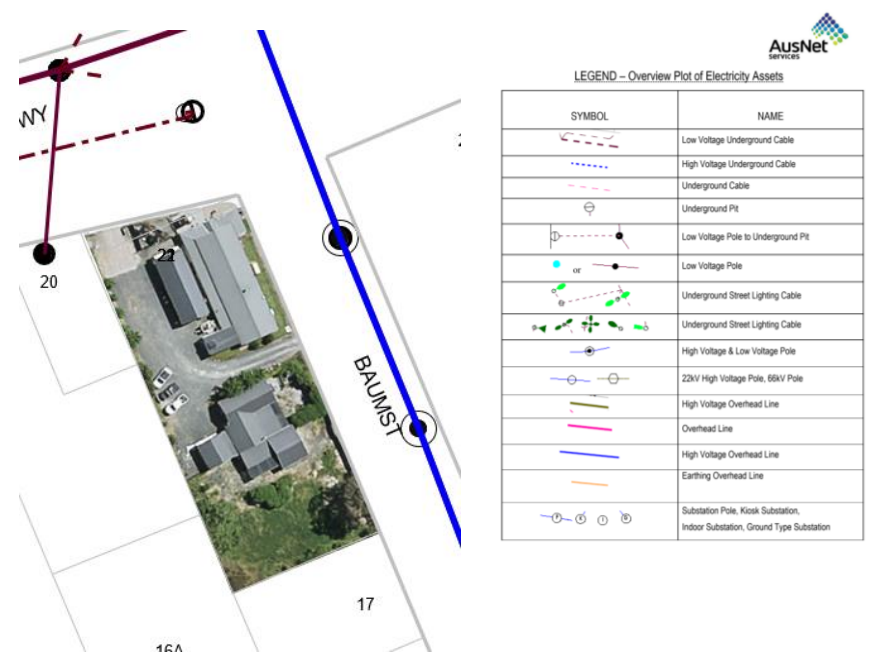 WY
20
BAUMST
17
16A
AusNet
services
LEGEND – Overview Plot of Electricity Assets
SYMBOL NAME
Low Voltage Underground Cable
High Voltage Underground Cable
Underground Cable
Underground Pit
Low Voltage Pole to Underground Pit
or
Low Voltage Pole
Underground Street Lighting Cable
Underground Street Lighting Cable
High Voltage & Low Voltage Pole
22kV High Voltage Pole, 66kV Pole
High Voltage Overhead Line
Overhead Line
High Voltage Overhead Line
Earthing Overhead Line
P K I G
Substation Pole, Kiosk Substation,
Indoor Substation, Ground Type Substation